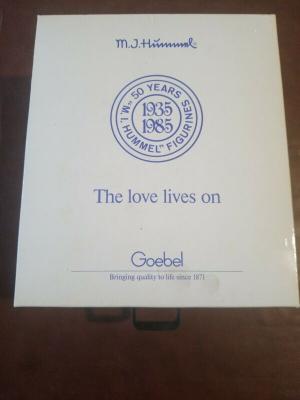 M.J.Hummel
50 YEARS
1935
1985
"M.I. HUMMEL" FIGURINES
The love lives on
Goebel
Bringing quality to life since 1871